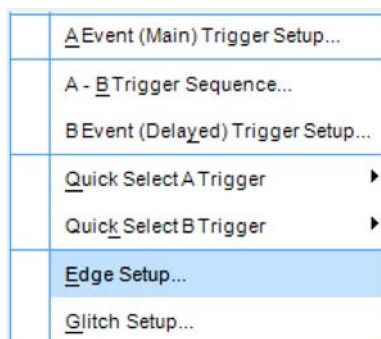 A Event (Main) Trigger Setup...
A - B Trigger Sequence...
B Event (Delayed) Trigger Setup...
Quick Select A Trigger
Quick Select B Trigger
Edge Setup...
Glitch Setup...